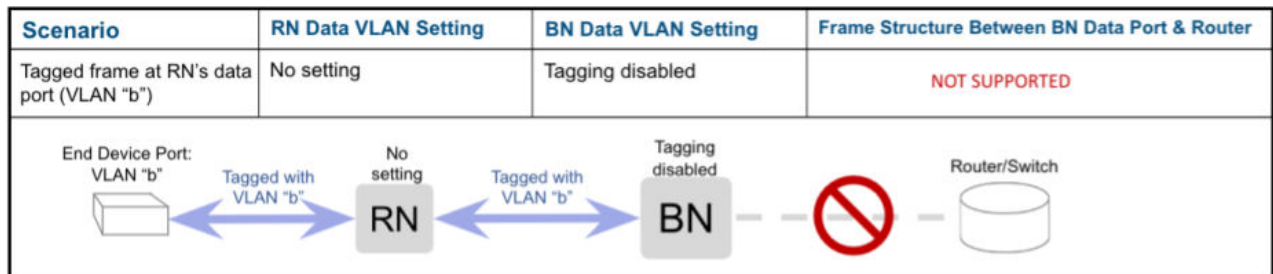 Scenario
RN Data VLAN Setting
BN Data VLAN Setting
Frame Structure Between BN Data Port & Router
Tagged frame at RN's data
port (VLAN "b")
No setting
Tagging disabled
NOT SUPPORTED
End Device Port:
VLAN "b"
Tagged with
VLAN "b"
No
setting
RN
Tagged with
VLAN "b"
Tagging
disabled
BN
Router/Switch